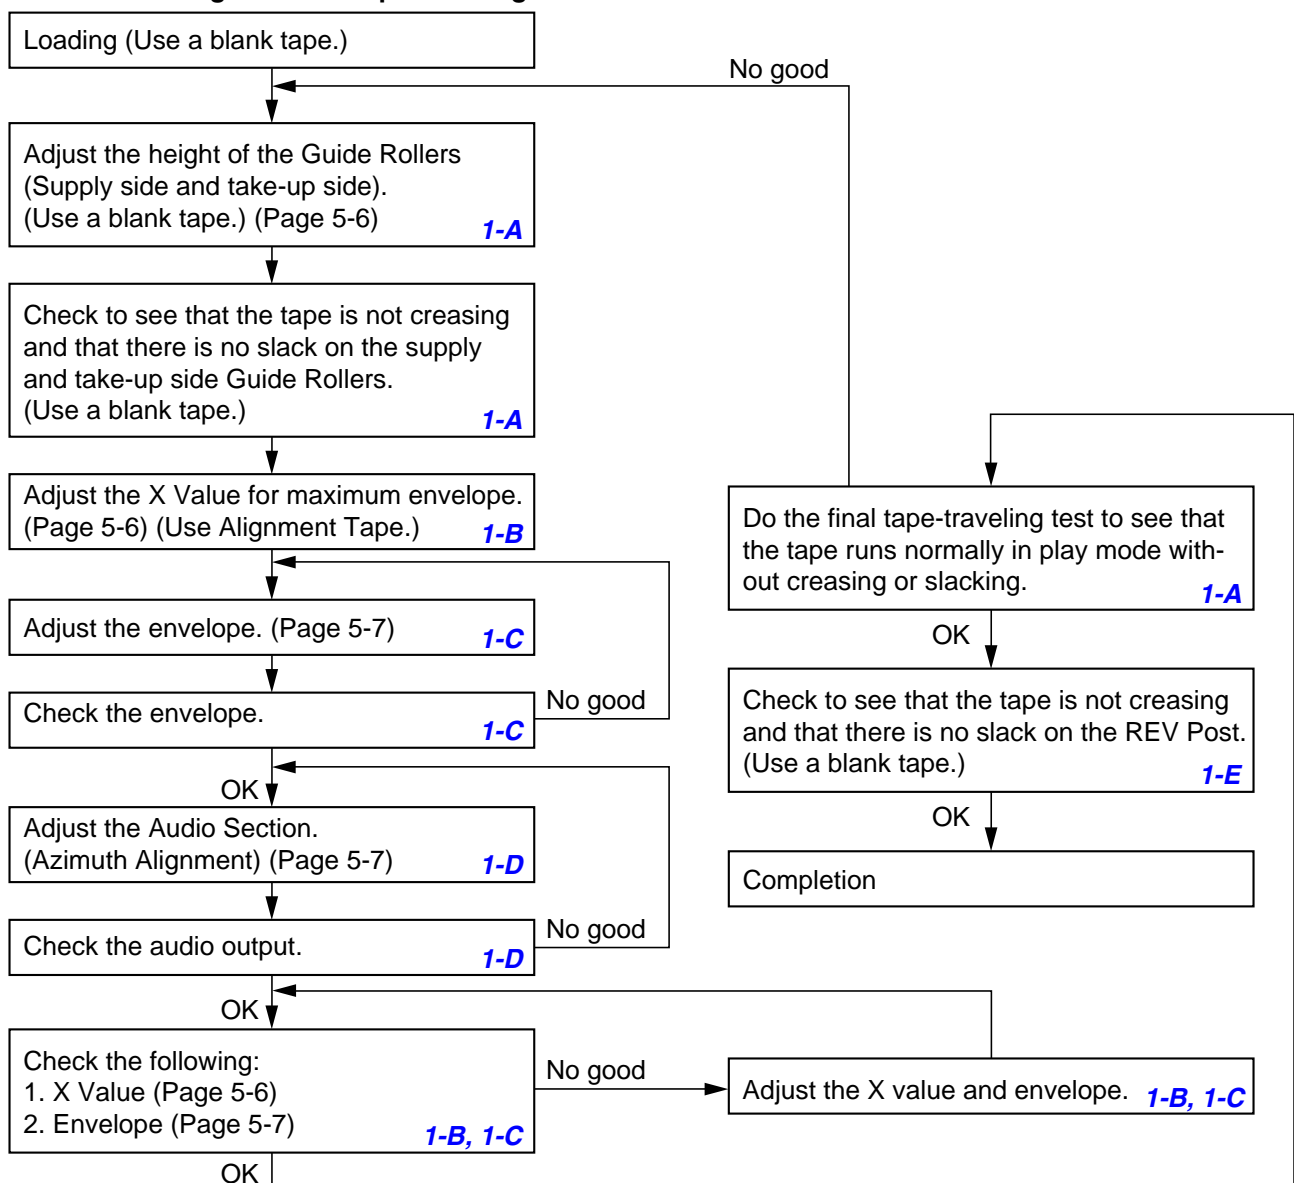 Loading (Use a blank tape.)
No good
Adjust the height of the Guide Rollers
(Supply side and take-up side).
(Use a blank tape.) (Page 5-6)
1-A
Check to see that the tape is not creasing
and that there is no slack on the supply
and take-up side Guide Rollers.
(Use a blank tape.)
1-A
Adjust the X Value for maximum envelope.
(Page 5-6) (Use Alignment Tape.)
1-B
Adjust the envelope. (Page 5-7)
1-C
Check the envelope.
1-C
No good
OK
Adjust the Audio Section.
(Azimuth Alignment) (Page 5-7)
1-D
Check the audio output.
1-D
No good
OK
Check the following:
1. X Value (Page 5-6)
2. Envelope (Page 5-7)
1-B, 1-C
No good
Adjust the X value and envelope.
1-B, 1-C
OK
Do the final tape-traveling test to see that
the tape runs normally in play mode with-
out creasing or slacking.
1-A
OK
Check to see that the tape is not creasing
and that there is no slack on the REV Post.
(Use a blank tape.)
1-E
OK
Completion